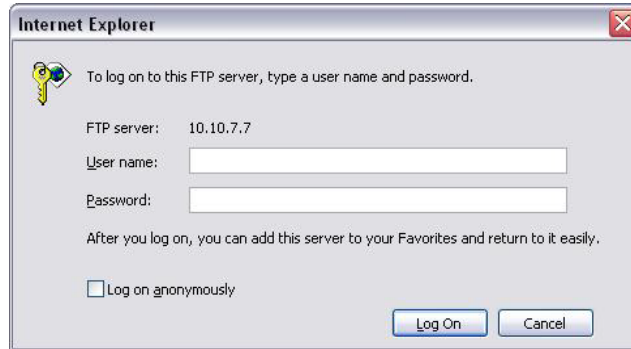 Internet Explorer
To log on to this FTP server, type a user name and password.
FTP server: 10.10.7.7
User name:
Password:
After you log on, you can add this server to your Favorites and return to it easily.
Log on anonymously
Log On Cancel